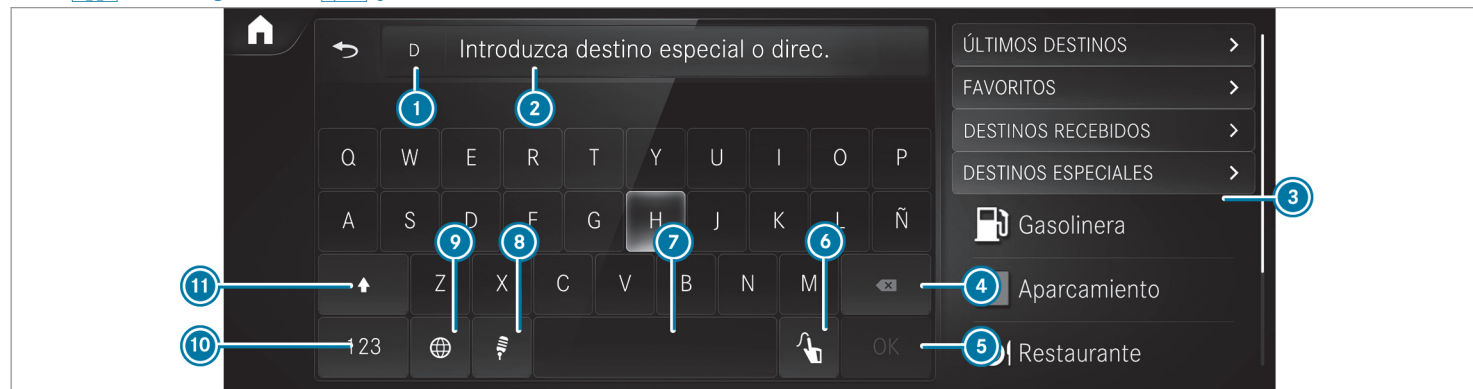 D Introduzca destino especial o direc.
1 2
Q W E R T Y U I O P
A S D F G H J K L Ñ
9 8 7 6
11 Z X C V B N M 4
10 123 OK 5
ÚLTIMOS DESTINOS
FAVORITOS
DESTINOS RECEBIDOS
DESTINOS ESPECIALES
3
Gasolinera
Aparcamiento
Restaurante